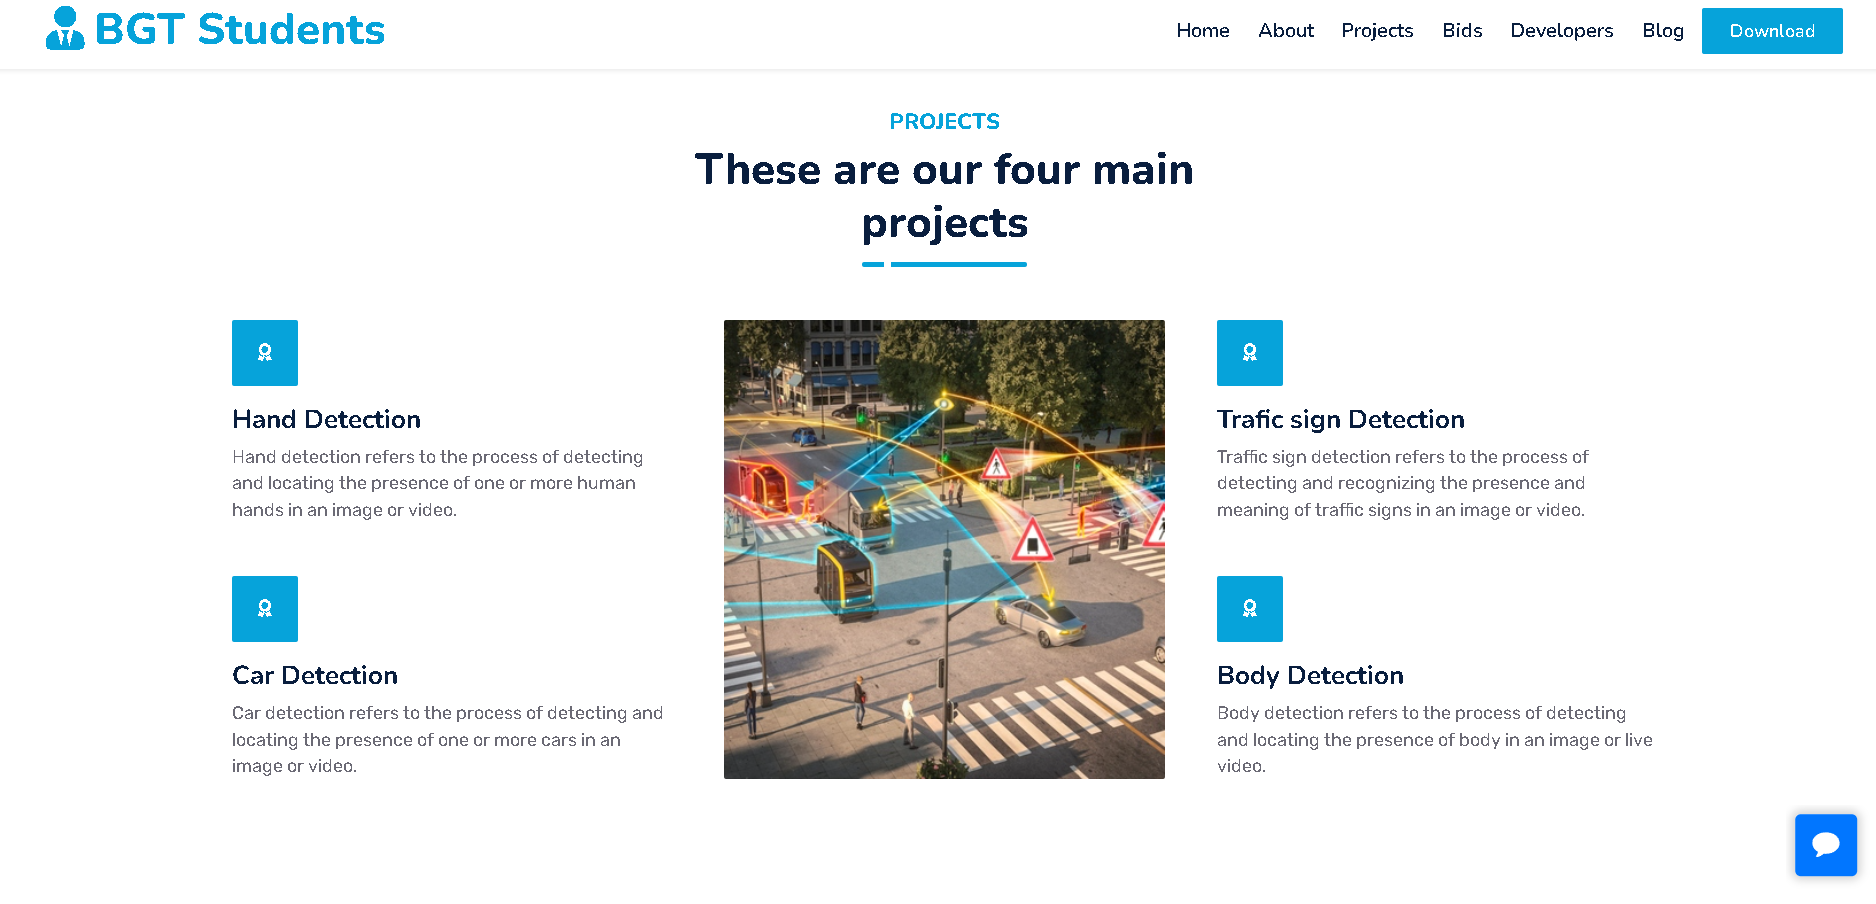 BGT Students
Home About Projects Bids Developers Blog Download
PROJECTS
These are our four main
projects
Hand Detection
Hand detection refers to the process of detecting
and locating the presence of one or more human
hands in an image or video.
Car Detection
Car detection refers to the process of detecting and
locating the presence of one or more cars in an
image or video.
Trafic sign Detection
Traffic sign detection refers to the process of
detecting and recognizing the presence and
meaning of traffic signs in an image or video.
Body Detection
Body detection refers to the process of detecting
and locating the presence of body in an image or live
video.